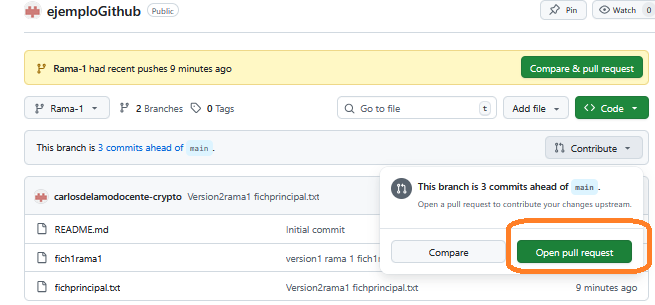 ejemploGithub Public Pin Watch 0
Rama-1 had recent pushes 9 minutes ago Compare & pull request
Rama-1 2 Branches 0 Tags Go to file t Add file Code
This branch is 3 commits ahead of main. Contribute
This branch is 3 commits ahead of main.
Open a pull request to contribute your changes upstream.
Compare Open pull request
carlosdelamodocente-crypto Version2rama1 fichprincipal.txt
README.md Initial commit
fich1rama1 version1 rama 1 fich1
fichprincipal.txt Version2rama1 fichprincipal.txt 9 minutes ago